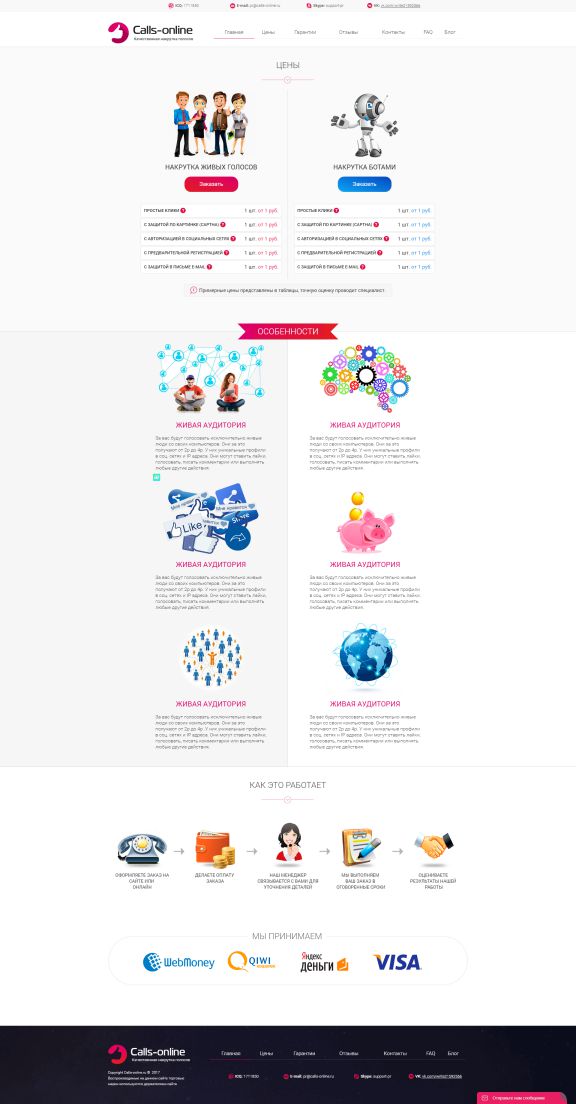 ICQ: 1711830
E-mail: pr@calls-online.ru
Skype: support-pr
VK: vk.com/write21592566
Calls-online
Качественная накрутка голосов
Главная
Цены
Гарантии
Отзывы
Контакты
FAQ
Блог
ЦЕНЫ
НАКРУТКА ЖИВЫХ ГОЛОСОВ
Заказать
ПРОСТЫЕ КЛИКИ ? 1 шт. от 1 руб.
С ЗАЩИТОЙ ПО КАРТИНКЕ (CAPTHA) ? 1 шт. от 1 руб.
С АВТОРИЗАЦИЕЙ В СОЦИАЛЬНЫХ СЕТЯХ ? 1 шт. от 1 руб.
С ПРЕДВАРИТЕЛЬНОЙ РЕГИСТРАЦИЕЙ ? 1 шт. от 1 руб.
С ЗАЩИТОЙ В ПИСЬМЕ E-MAIL ? 1 шт. от 1 руб.
НАКРУТКА БОТАМИ
Заказать
ПРОСТЫЕ КЛИКИ ? 1 шт. от 1 руб.
С ЗАЩИТОЙ ПО КАРТИНКЕ (CAPTHA) ? 1 шт. от 1 руб.
С АВТОРИЗАЦИЕЙ В СОЦИАЛЬНЫХ СЕТЯХ ? 1 шт. от 1 руб.
С ПРЕДВАРИТЕЛЬНОЙ РЕГИСТРАЦИЕЙ ? 1 шт. от 1 руб.
С ЗАЩИТОЙ В ПИСЬМЕ E-MAIL ? 1 шт. от 1 руб.
Примерные цены представлены в таблицы, точную оценку проводит специалист.
ОСОБЕННОСТИ
ЖИВАЯ АУДИТОРИЯ
За вас будут голосовать исключительно живые
люди со своих компьютеров. Они за это
получают от 2р до 4р. У них уникальные профили
в соц. сетях и IP адреса. Они могут ставить лайки,
голосовать, писать комментарии или выполнять
любые другие действия.
ЖИВАЯ АУДИТОРИЯ
За вас будут голосовать исключительно живые
люди со своих компьютеров. Они за это
получают от 2р до 4р. У них уникальные профили
в соц. сетях и IP адреса. Они могут ставить лайки,
голосовать, писать комментарии или выполнять
любые другие действия.
Мне нравится
Мне нравится
Like
Share
ЖИВАЯ АУДИТОРИЯ
За вас будут голосовать исключительно живые
люди со своих компьютеров. Они за это
получают от 2р до 4р. У них уникальные профили
в соц. сетях и IP адреса. Они могут ставить лайки,
голосовать, писать комментарии или выполнять
любые другие действия.
ЖИВАЯ АУДИТОРИЯ
За вас будут голосовать исключительно живые
люди со своих компьютеров. Они за это
получают от 2р до 4р. У них уникальные профили
в соц. сетях и IP адреса. Они могут ставить лайки,
голосовать, писать комментарии или выполнять
любые другие действия.
ЖИВАЯ АУДИТОРИЯ
За вас будут голосовать исключительно живые
люди со своих компьютеров. Они за это
получают от 2р до 4р. У них уникальные профили
в соц. сетях и IP адреса. Они могут ставить лайки,
голосовать, писать комментарии или выполнять
любые другие действия.
ЖИВАЯ АУДИТОРИЯ
За вас будут голосовать исключительно живые
люди со своих компьютеров. Они за это
получают от 2р до 4р. У них уникальные профили
в соц. сетях и IP адреса. Они могут ставить лайки,
голосовать, писать комментарии или выполнять
любые другие действия.
КАК ЭТО РАБОТАЕТ
ОФОРМЛЯЕТЕ ЗАКАЗ НА
САЙТЕ ИЛИ
ОНЛАЙН
ДЕЛАЕТЕ ОПЛАТУ
ЗАКАЗА
НАШ МЕНЕДЖЕР
СВЯЗЫВАЕТСЯ С ВАМИ ДЛЯ
УТОЧНЕНИЯ ДЕТАЛЕЙ
МЫ ВЫПОЛНЯЕМ
ВАШ ЗАКАЗ В
ОГОВОРЕННЫЕ СРОКИ
ОЦЕНИВАЕТЕ
РЕЗУЛЬТАТЫ НАШЕЙ
РАБОТЫ
МЫ ПРИНИМАЕМ
WebMoney
QIWI
Яндекс
деньги
VISA
Calls-online
Качественная накрутка голосов
Главная
Цены
Гарантии
Отзывы
Контакты
FAQ
Блог
Copyright Calls-online.ru © 2017
Воспроизводимые на данном сайте торговые
марки используются держателями сайта
ICQ: 1711830
E-mail: pr@calls-online.ru
Skype: support-pr
VK: vk.com/write21592566
Отправьте нам сообщение